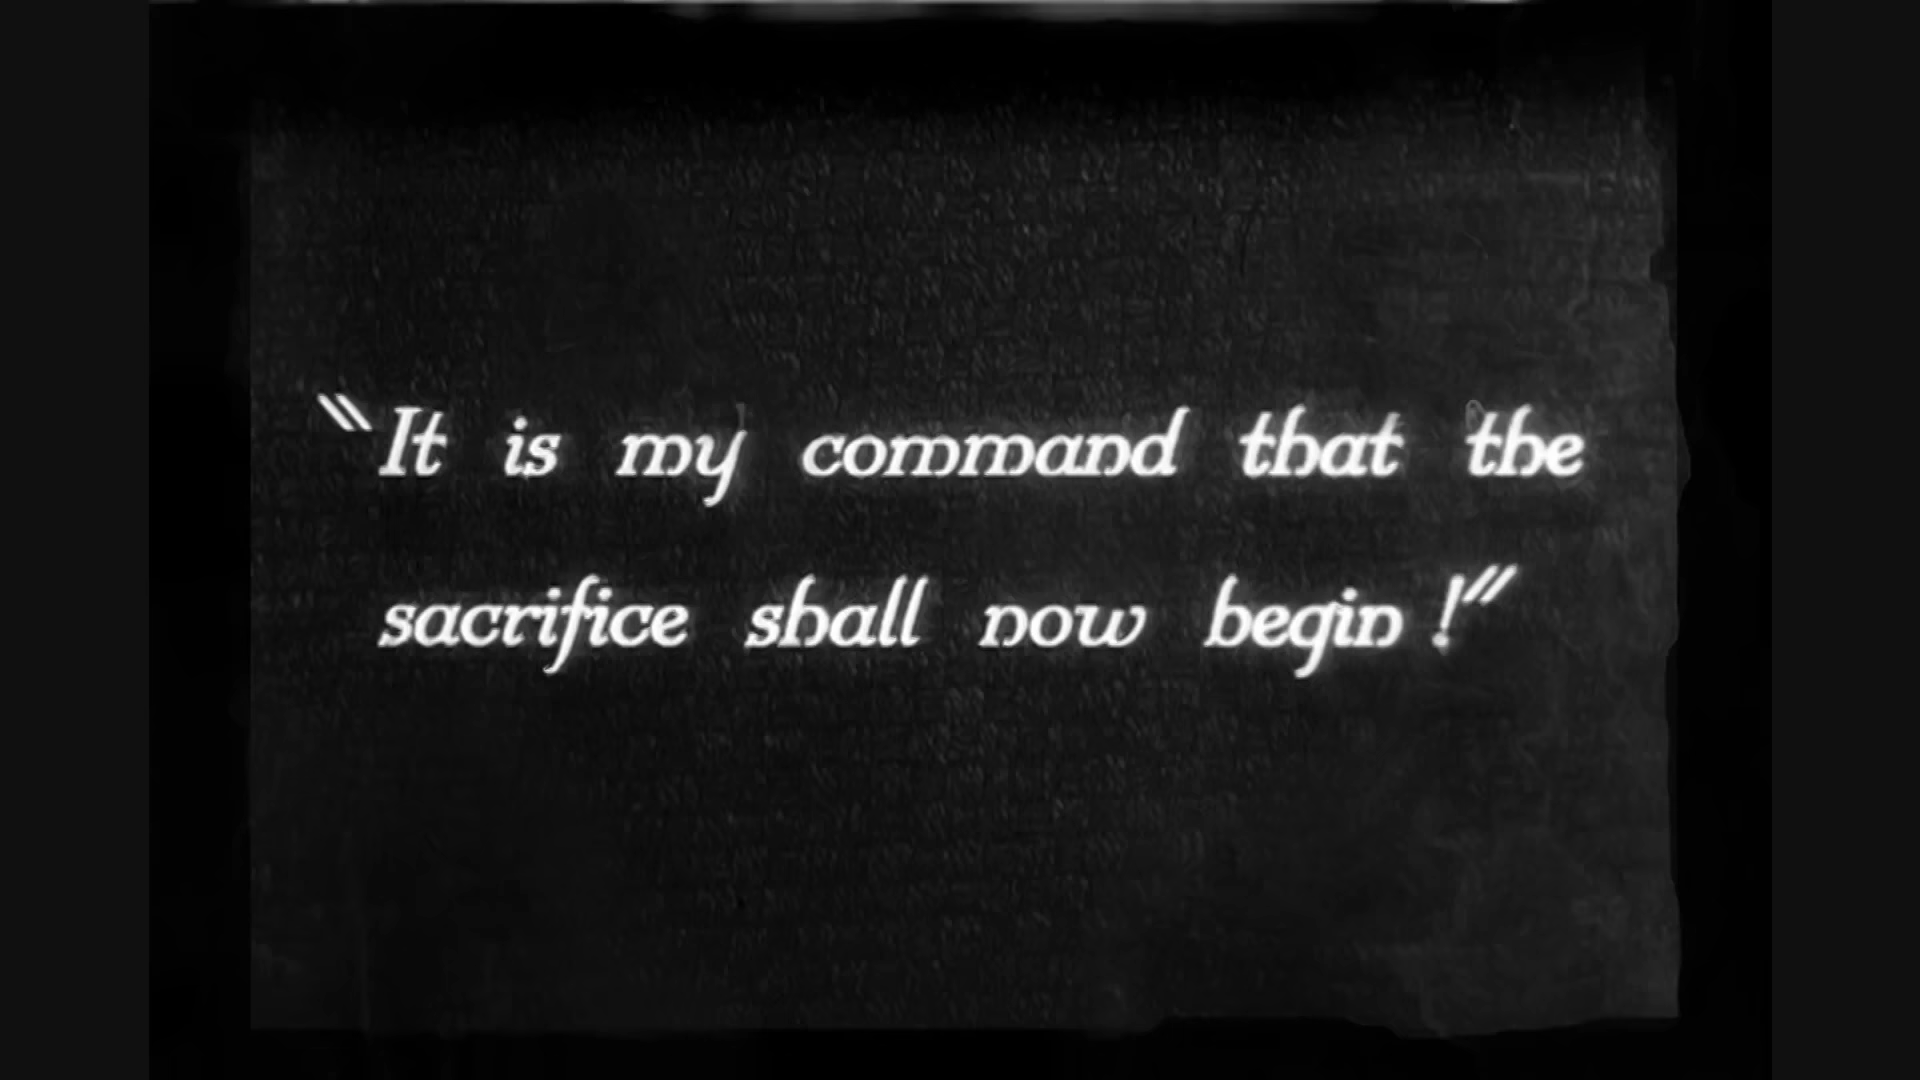 "It is my command that the
sacrifice shall now begin!"